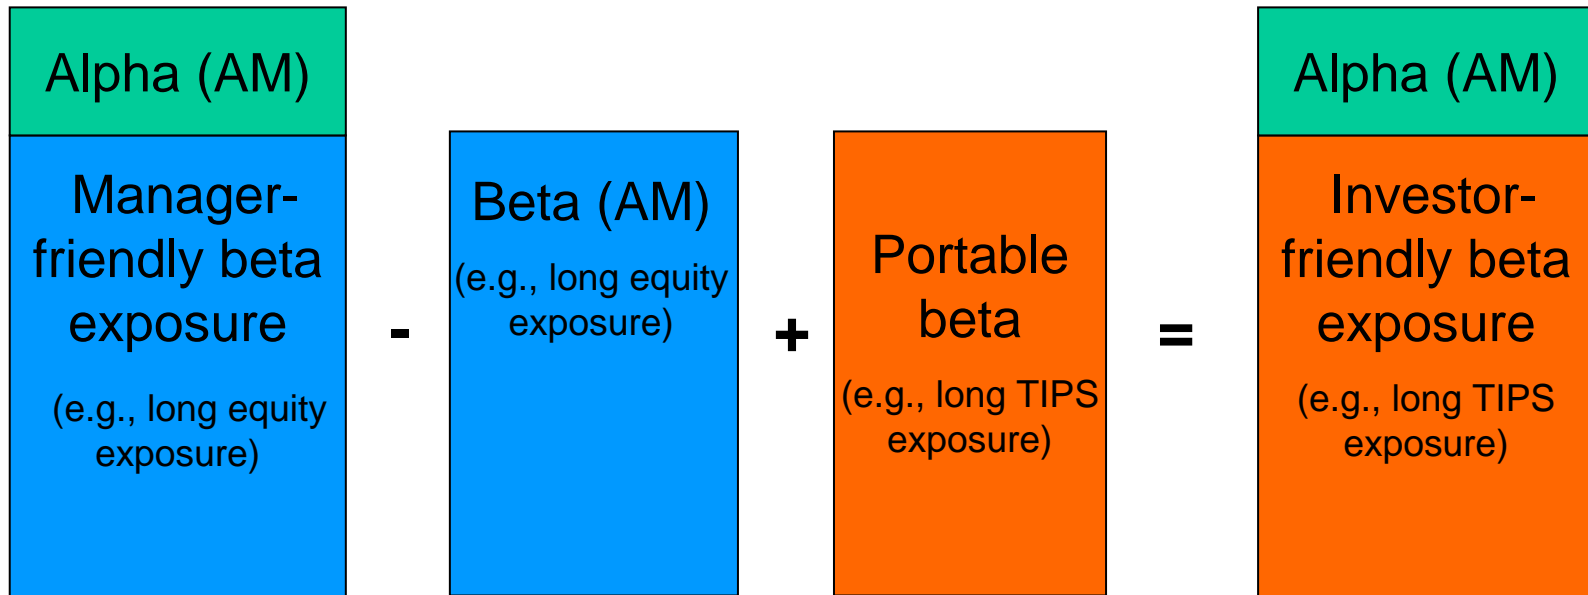 Alpha (AM)
Manager-
friendly beta
exposure
(e.g., long equity
exposure)
-
Beta (AM)
(e.g., long equity
exposure)
+
Portable
beta
(e.g., long TIPS
exposure)
=
Alpha (AM)
Investor-
friendly beta
exposure
(e.g., long TIPS
exposure)